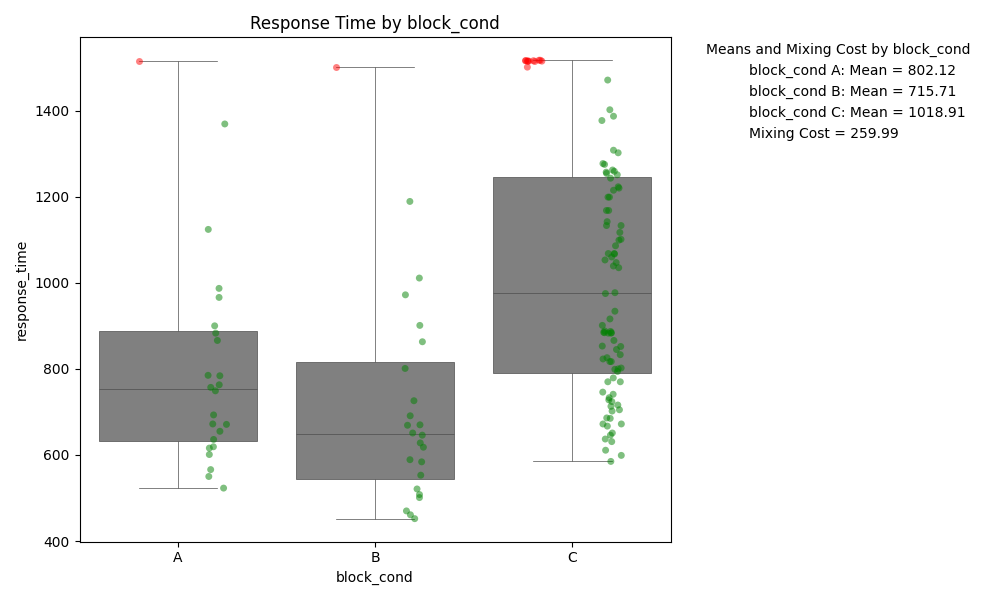 Response Time by block_cond
Means and Mixing Cost by block_cond
block_cond A: Mean = 802.12
block_cond B: Mean = 715.71
block_cond C: Mean = 1018.91
Mixing Cost = 259.99
response_time
1400
1200
1000
800
600
400
A B C
block_cond